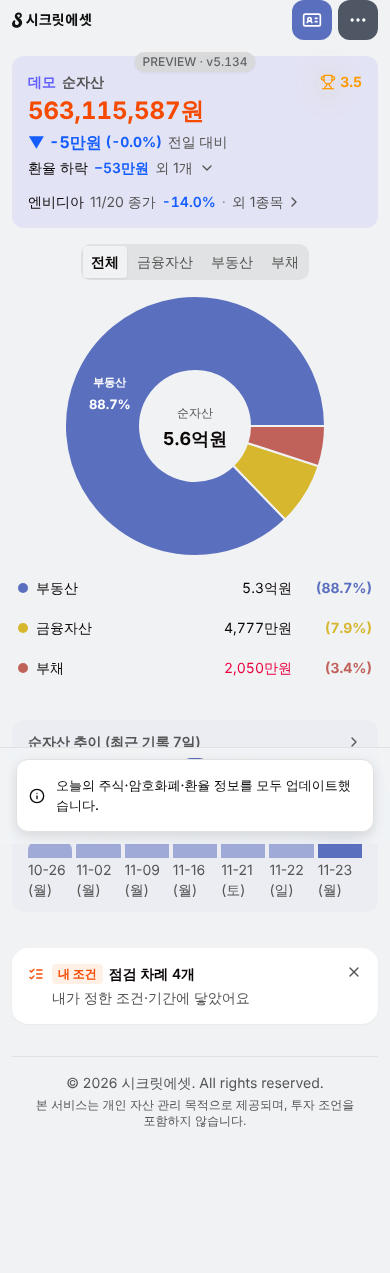 시크릿에셋
PREVIEW · v5.134
데모 순자산
3.5
563,115,587원
▼ -5만원 (-0.0%) 전일 대비
환율 하락 −53만원 외 1개
엔비디아 11/20 종가 -14.0% · 외 1종목
전체 금융자산 부동산 부채
부동산
88.7%
순자산
5.6억원
부동산 5.3억원 (88.7%)
금융자산 4,777만원 (7.9%)
부채 2,050만원 (3.4%)
순자산 추이 (최근 기록 7일)
오늘의 주식·암호화폐·환율 정보를 모두 업데이트했
습니다.
10-26 11-02 11-09 11-16 11-21 11-22 11-23
(월) (월) (월) (월) (토) (일) (월)
내 조건 점검 차례 4개
내가 정한 조건·기간에 닿았어요
© 2026 시크릿에셋. All rights reserved.
본 서비스는 개인 자산 관리 목적으로 제공되며, 투자 조언을
포함하지 않습니다.